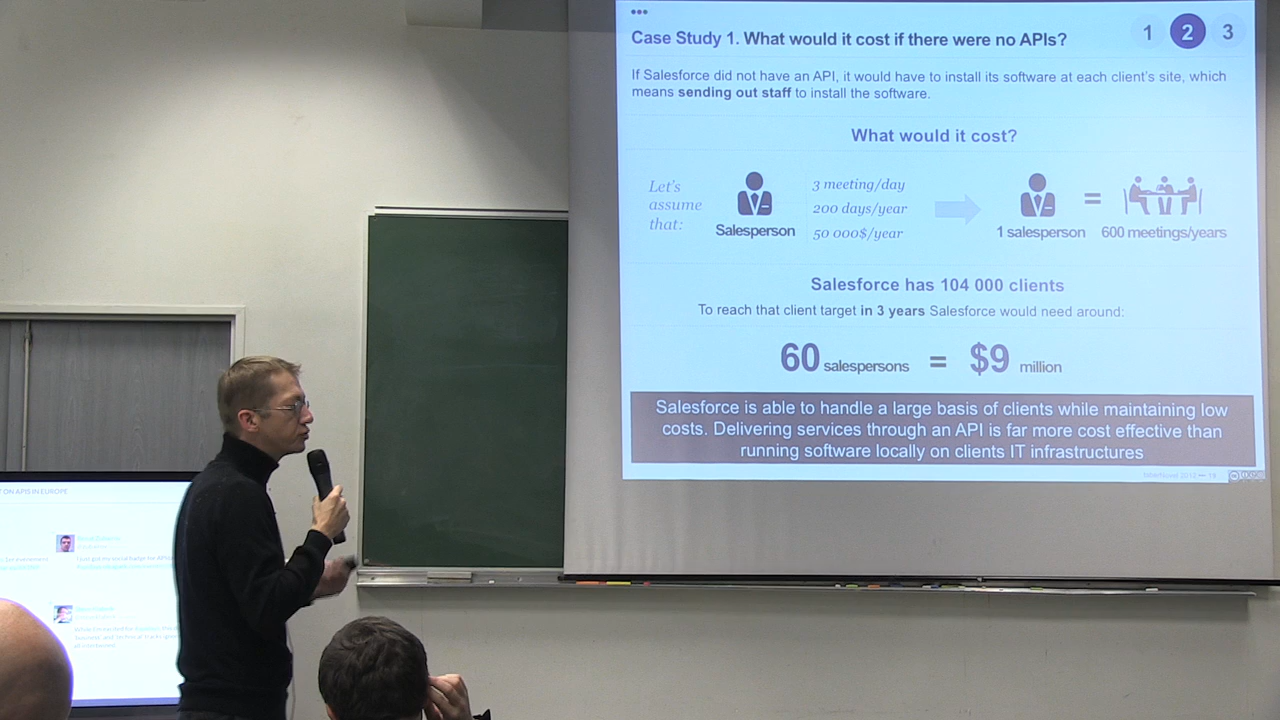 Case Study 1. What would it cost if there were no APIs?
1 2 3
If Salesforce did not have an API, it would have to install its software at each client's site, which
means sending out staff to install the software.
What would it cost?
Let's
assume
that:
Salesperson
3 meeting/day
200 days/year
50 000$/year
1 salesperson
=
600 meetings/years
Salesforce has 104 000 clients
To reach that client target in 3 years Salesforce would need around:
60 salespersons = $9 million
Salesforce is able to handle a large basis of clients while maintaining low
costs. Delivering services through an API is far more cost effective than
running software locally on clients IT infrastructures
T ON APIS IN EUROPE